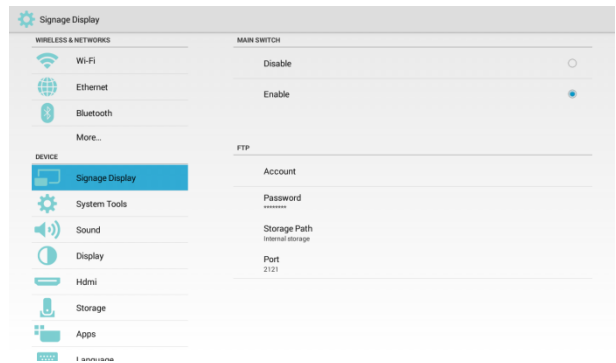 Signage Display
WIRELESS & NETWORKS
Wi-Fi
Ethernet
Bluetooth
More...
DEVICE
Signage Display
System Tools
Sound
Display
Hdmi
Storage
Apps
Language
MAIN SWITCH
Disable
Enable
FTP
Account
Password
********
Storage Path
Internal storage
Port
2121